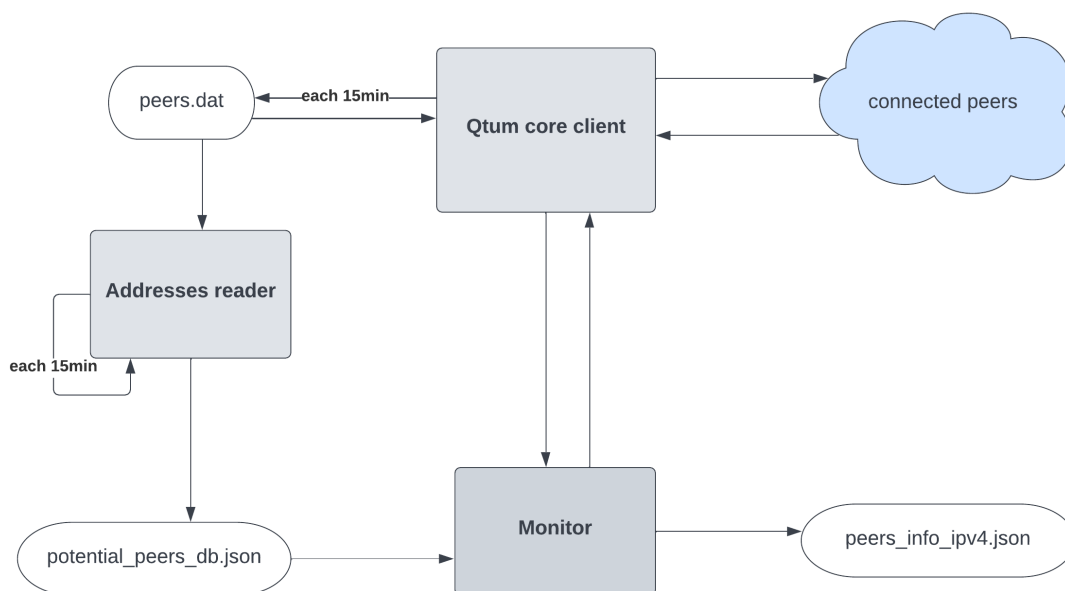 peers.dat
each 15min
Qtum core client
connected peers
Addresses reader
each 15min
Monitor
potential_peers_db.json
peers_info_ipv4.json